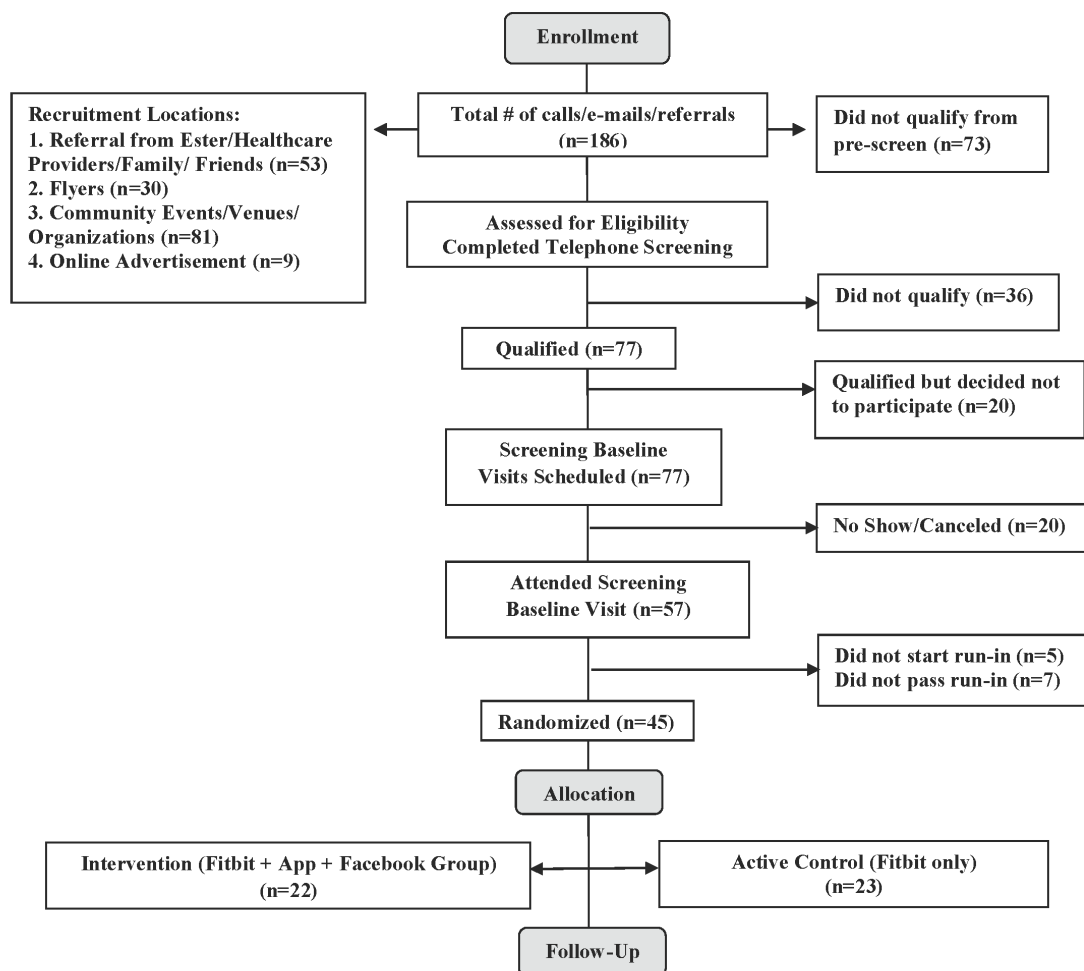 Enrollment
Total # of calls/e-mails/referrals
(n=186)
Recruitment Locations:
1. Referral from Ester/Healthcare
Providers/Family/ Friends (n=53)
2. Flyers (n=30)
3. Community Events/Venues/
Organizations (n=81)
4. Online Advertisement (n=9)
Did not qualify from
pre-screen (n=73)
Assessed for Eligibility
Completed Telephone Screening
Did not qualify (n=36)
Qualified (n=77)
Qualified but decided not
to participate (n=20)
Screening Baseline
Visits Scheduled (n=77)
No Show/Canceled (n=20)
Attended Screening
Baseline Visit (n=57)
Did not start run-in (n=5)
Did not pass run-in (n=7)
Randomized (n=45)
Allocation
Intervention (Fitbit + App + Facebook Group)
(n=22)
Active Control (Fitbit only)
(n=23)
Follow-Up